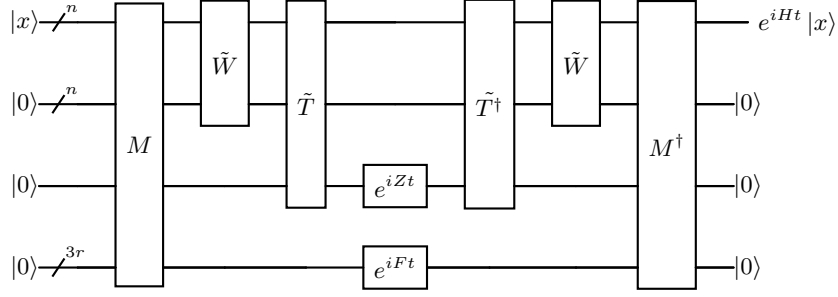 |x⟩ n M W̃ T̃ T̃† W̃ M† e^{iHt} |x⟩
|0⟩ n |0⟩
|0⟩ e^{iZt} |0⟩
|0⟩ 3r e^{iFt} |0⟩